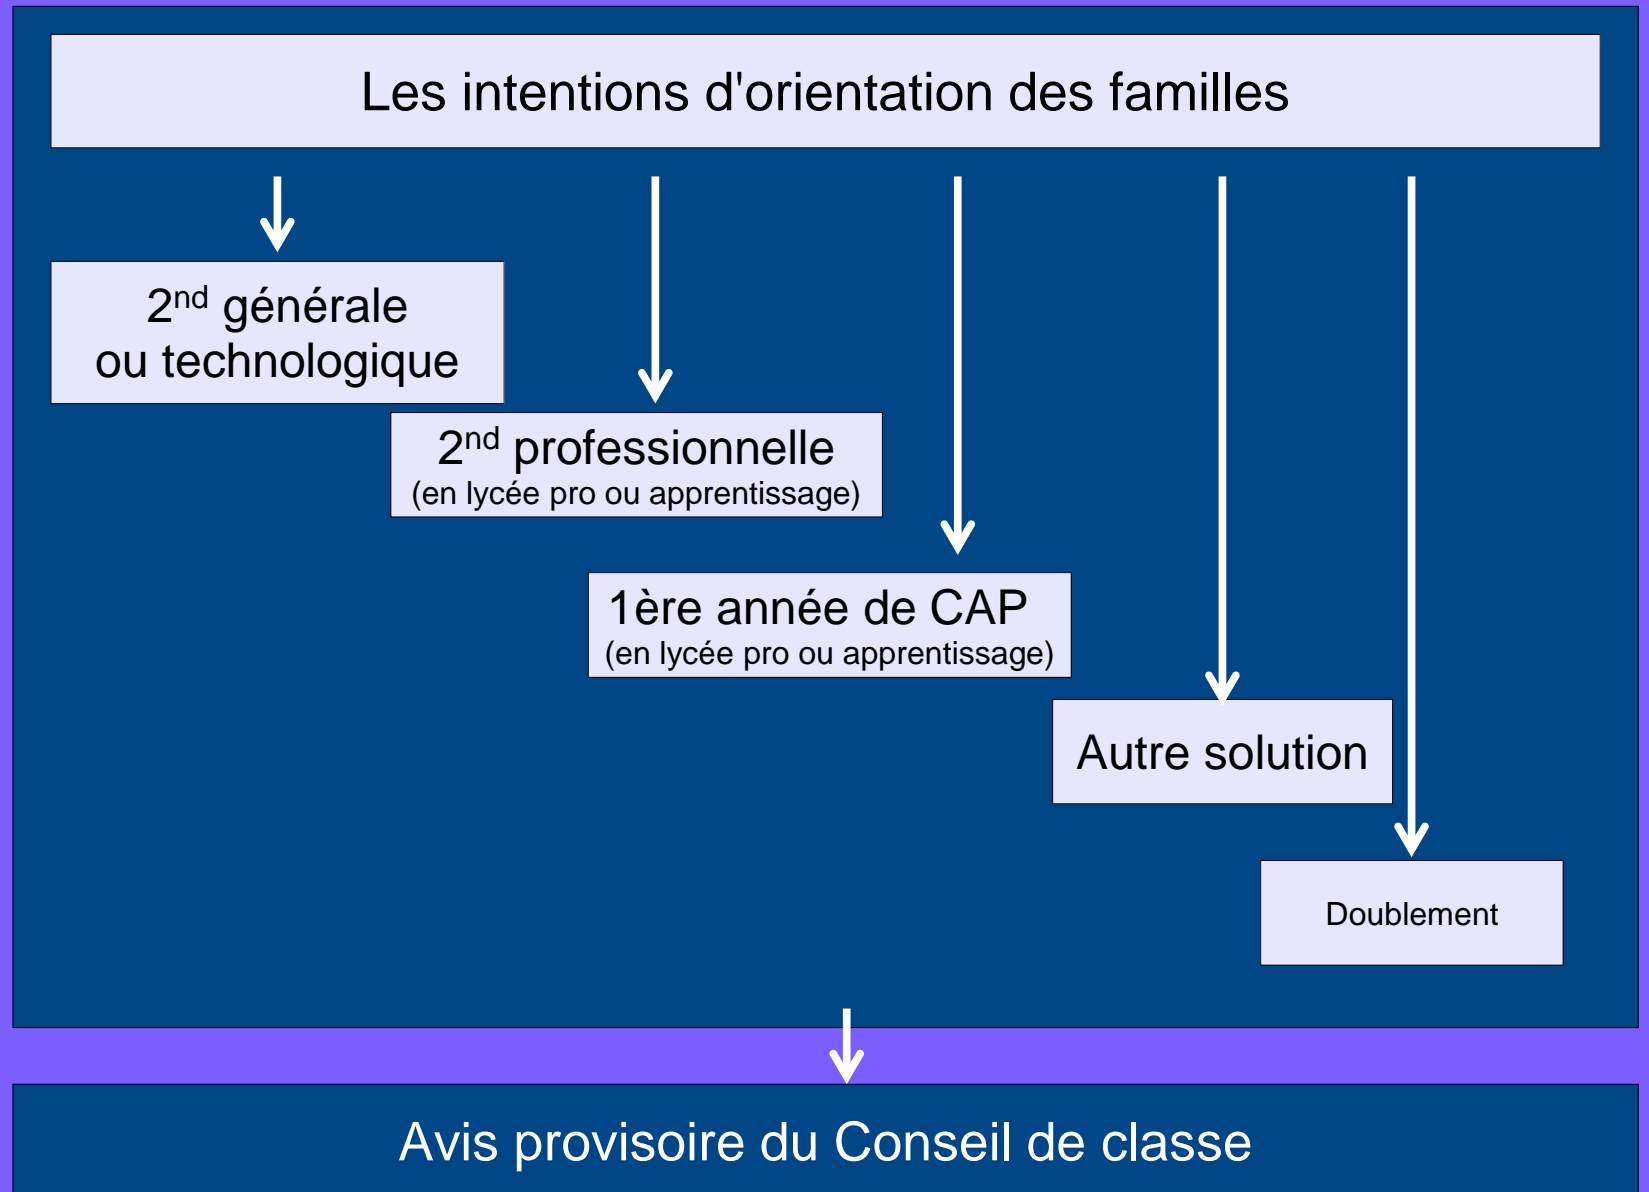 Les intentions d'orientation des familles
2nd générale
ou technologique
2nd professionnelle
(en lycée pro ou apprentissage)
1ère année de CAP
(en lycée pro ou apprentissage)
Autre solution
Doublement
Avis provisoire du Conseil de classe